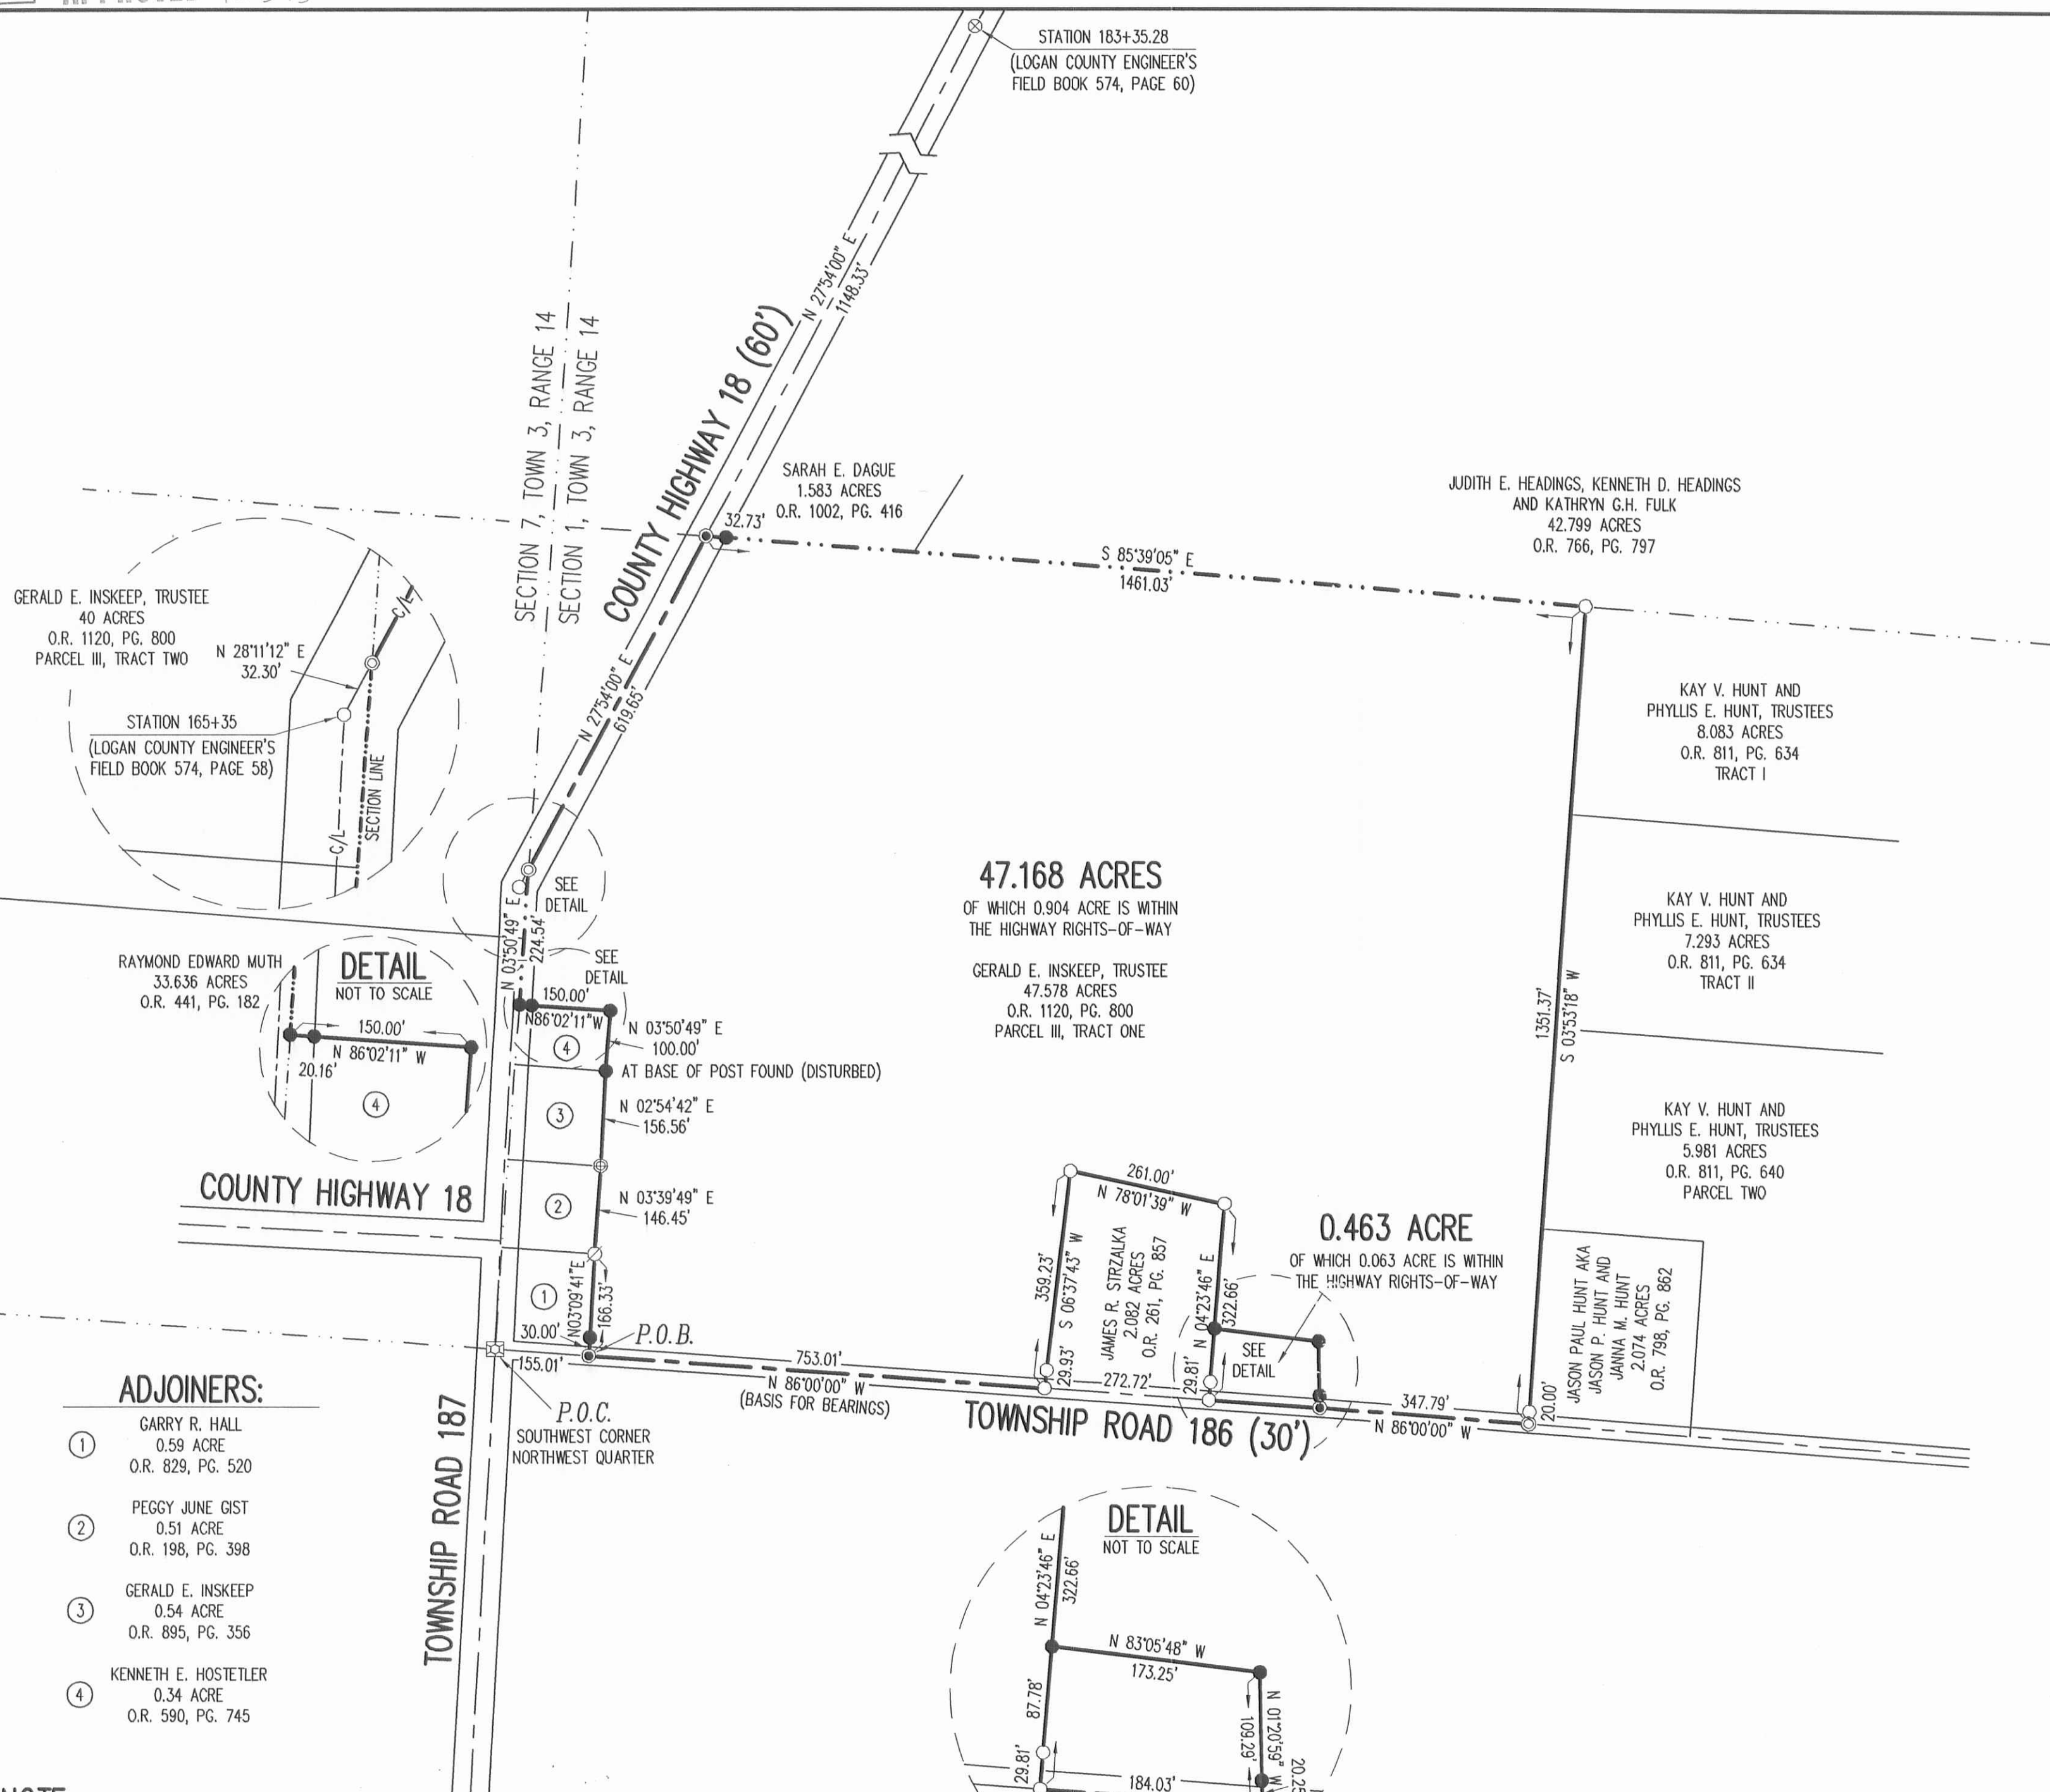 STATION 183+35.28
(LOGAN COUNTY ENGINEER'S
FIELD BOOK 574, PAGE 60)
N 27°54'00" E
1148.33'
COUNTY HIGHWAY 18 (60')
SECTION 7, TOWN 3, RANGE 14
SECTION 1, TOWN 3, RANGE 14
SARAH E. DAGUE
1.583 ACRES
O.R. 1002, PG. 416
32.73'
JUDITH E. HEADINGS, KENNETH D. HEADINGS
AND KATHRYN G.H. FULK
42.799 ACRES
O.R. 766, PG. 797
S 85°39'05" E
1461.03'
GERALD E. INSKEEP, TRUSTEE
40 ACRES
O.R. 1120, PG. 800
PARCEL III, TRACT TWO
N 28°11'12" E
32.30'
C/L
STATION 165+35
(LOGAN COUNTY ENGINEER'S
FIELD BOOK 574, PAGE 58)
C/L
SECTION LINE
N 27°54'00" E
619.65'
KAY V. HUNT AND
PHYLLIS E. HUNT, TRUSTEES
8.083 ACRES
O.R. 811, PG. 634
TRACT I
SEE
DETAIL
N 03°50'49" E
224.54'
47.168 ACRES
OF WHICH 0.904 ACRE IS WITHIN
THE HIGHWAY RIGHTS-OF-WAY
GERALD E. INSKEEP, TRUSTEE
47.578 ACRES
O.R. 1120, PG. 800
PARCEL III, TRACT ONE
KAY V. HUNT AND
PHYLLIS E. HUNT, TRUSTEES
7.293 ACRES
O.R. 811, PG. 634
TRACT II
1351.37'
S 03°53'18" W
RAYMOND EDWARD MUTH
33.636 ACRES
O.R. 441, PG. 182
DETAIL
NOT TO SCALE
150.00'
N 86°02'11" W
20.16'
4
SEE
DETAIL
150.00'
N86°02'11"W
4
N 03°50'49" E
100.00'
AT BASE OF POST FOUND (DISTURBED)
3
N 02°54'42" E
156.56'
2
N 03°39'49" E
146.45'
1
N03°09'41"E
166.33'
30.00'
P.O.B.
COUNTY HIGHWAY 18
KAY V. HUNT AND
PHYLLIS E. HUNT, TRUSTEES
5.981 ACRES
O.R. 811, PG. 640
PARCEL TWO
261.00'
N 78°01'39" W
359.23'
S 06°37'43" W
JAMES R. STRZALKA
2.082 ACRES
O.R. 261, PG. 857
N 04°23'46" E
322.66'
0.463 ACRE
OF WHICH 0.063 ACRE IS WITHIN
THE HIGHWAY RIGHTS-OF-WAY
SEE
DETAIL
JASON PAUL HUNT AKA
JASON P. HUNT AND
JANNA M. HUNT
2.074 ACRES
O.R. 798, PG. 862
155.01'
753.01'
N 86°00'00" W
(BASIS FOR BEARINGS)
29.93'
272.72'
29.81'
347.79'
N 86°00'00" W
20.00'
TOWNSHIP ROAD 186 (30')
P.O.C.
SOUTHWEST CORNER
NORTHWEST QUARTER
TOWNSHIP ROAD 187
ADJOINERS:
1
GARRY R. HALL
0.59 ACRE
O.R. 829, PG. 520
2
PEGGY JUNE GIST
0.51 ACRE
O.R. 198, PG. 398
3
GERALD E. INSKEEP
0.54 ACRE
O.R. 895, PG. 356
4
KENNETH E. HOSTETLER
0.34 ACRE
O.R. 590, PG. 745
DETAIL
NOT TO SCALE
N 04°23'46" E
322.66'
N 83°05'48" W
173.25'
87.78'
N 01°20'59" W
109.29'
29.81'
184.03'